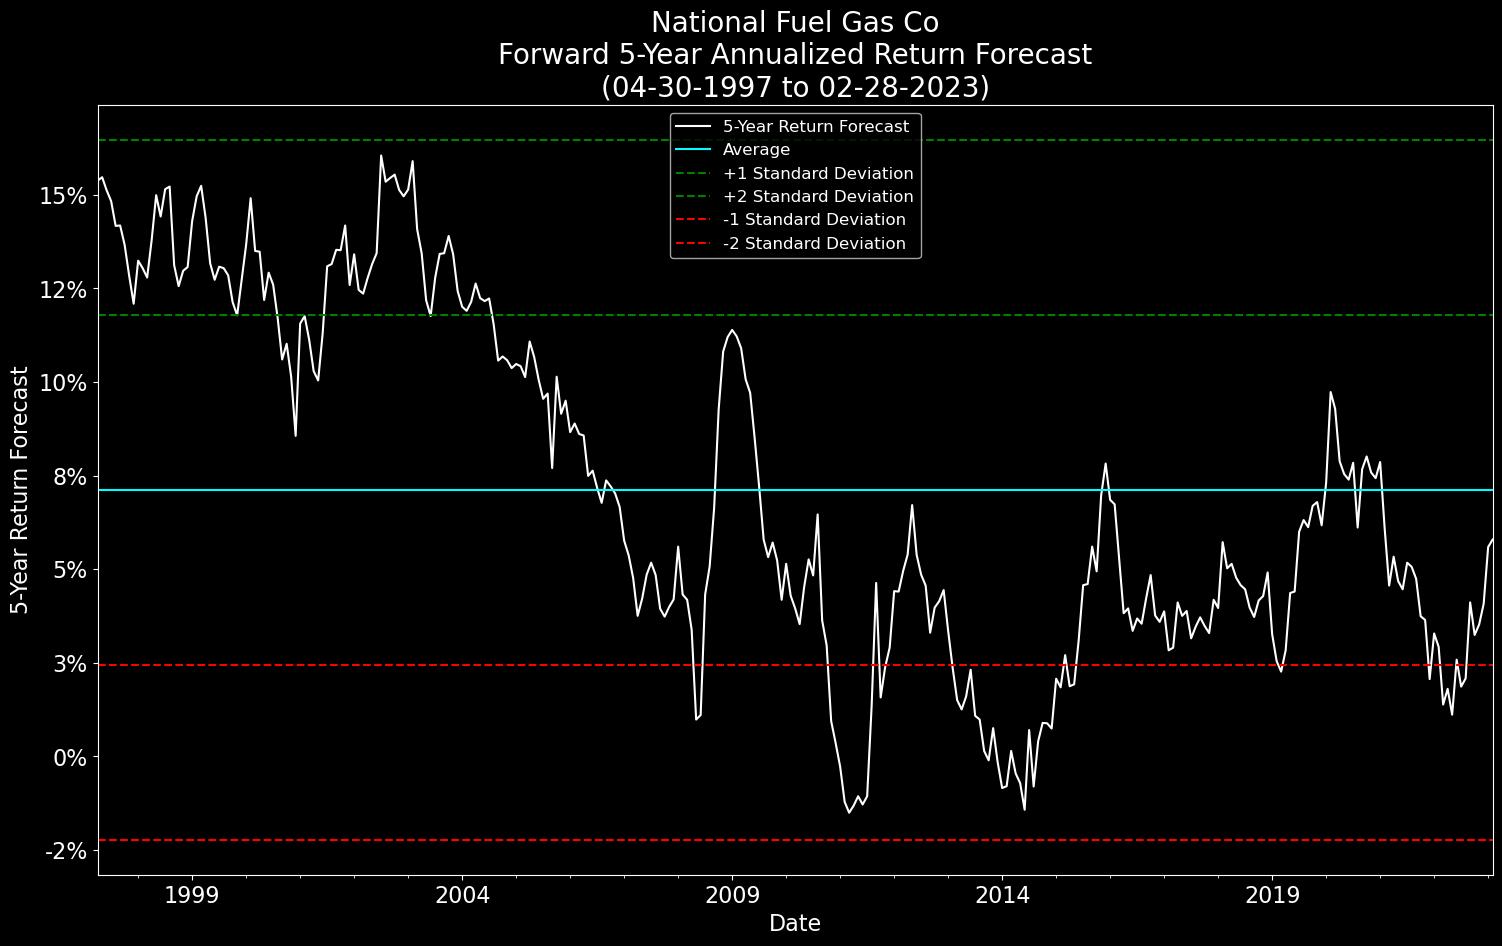 National Fuel Gas Co
Forward 5-Year Annualized Return Forecast
(04-30-1997 to 02-28-2023)
5-Year Return Forecast
Average
+1 Standard Deviation
+2 Standard Deviation
-1 Standard Deviation
-2 Standard Deviation
15%
12%
10%
8%
5%
3%
0%
-2%
5-Year Return Forecast
1999
2004
2009
2014
2019
Date